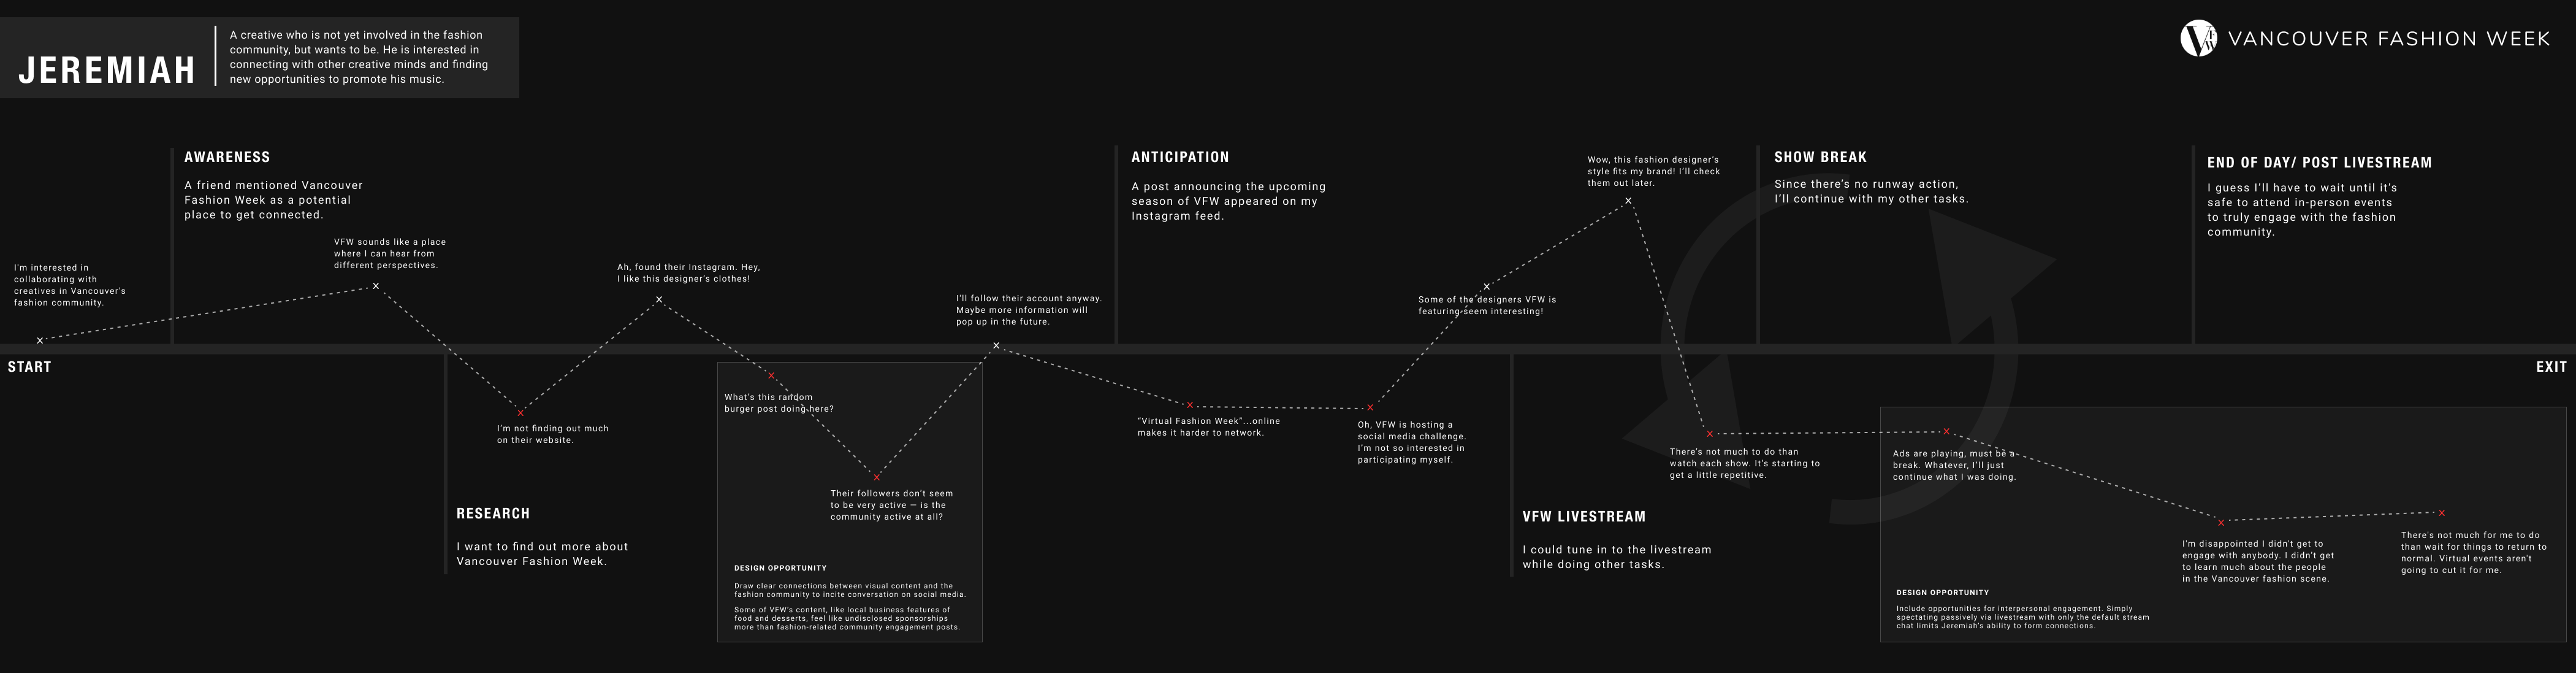 JEREMIAH
A creative who is not yet involved in the fashion
community, but wants to be. He is interested in
connecting with other creative minds and finding
new opportunities to promote his music.
VFW
VANCOUVER FASHION WEEK
START
I'm interested in
collaborating with
creatives in Vancouver's
fashion community.
AWARENESS
A friend mentioned Vancouver
Fashion Week as a potential
place to get connected.
VFW sounds like a place
where I can hear from
different perspectives.
RESEARCH
I want to find out more about
Vancouver Fashion Week.
I'm not finding out much
on their website.
Ah, found their Instagram. Hey,
I like this designer's clothes!
What's this random
burger post doing here?
Their followers don't seem
to be very active — is the
community active at all?
DESIGN OPPORTUNITY
Draw clear connections between visual content and the
fashion community to incite conversation on social media.
Some of VFW's content, like local business features of
food and desserts, feel like undisclosed sponsorships
more than fashion-related community engagement posts.
I'll follow their account anyway.
Maybe more information will
pop up in the future.
ANTICIPATION
A post announcing the upcoming
season of VFW appeared on my
Instagram feed.
"Virtual Fashion Week"...online
makes it harder to network.
Oh, VFW is hosting a
social media challenge.
I'm not so interested in
participating myself.
Some of the designers VFW is
featuring seem interesting!
VFW LIVESTREAM
I could tune in to the livestream
while doing other tasks.
Wow, this fashion designer's
style fits my brand! I'll check
them out later.
There's not much to do than
watch each show. It's starting to
get a little repetitive.
SHOW BREAK
Since there's no runway action,
I'll continue with my other tasks.
Ads are playing, must be a
break. Whatever, I'll just
continue what I was doing.
DESIGN OPPORTUNITY
Include opportunities for interpersonal engagement. Simply
spectating passively via livestream with only the default stream
chat limits Jeremiah's ability to form connections.
END OF DAY/ POST LIVESTREAM
I guess I'll have to wait until it's
safe to attend in-person events
to truly engage with the fashion
community.
I'm disappointed I didn't get to
engage with anybody. I didn't get
to learn much about the people
in the Vancouver fashion scene.
There's not much for me to do
than wait for things to return to
normal. Virtual events aren't
going to cut it for me.
EXIT